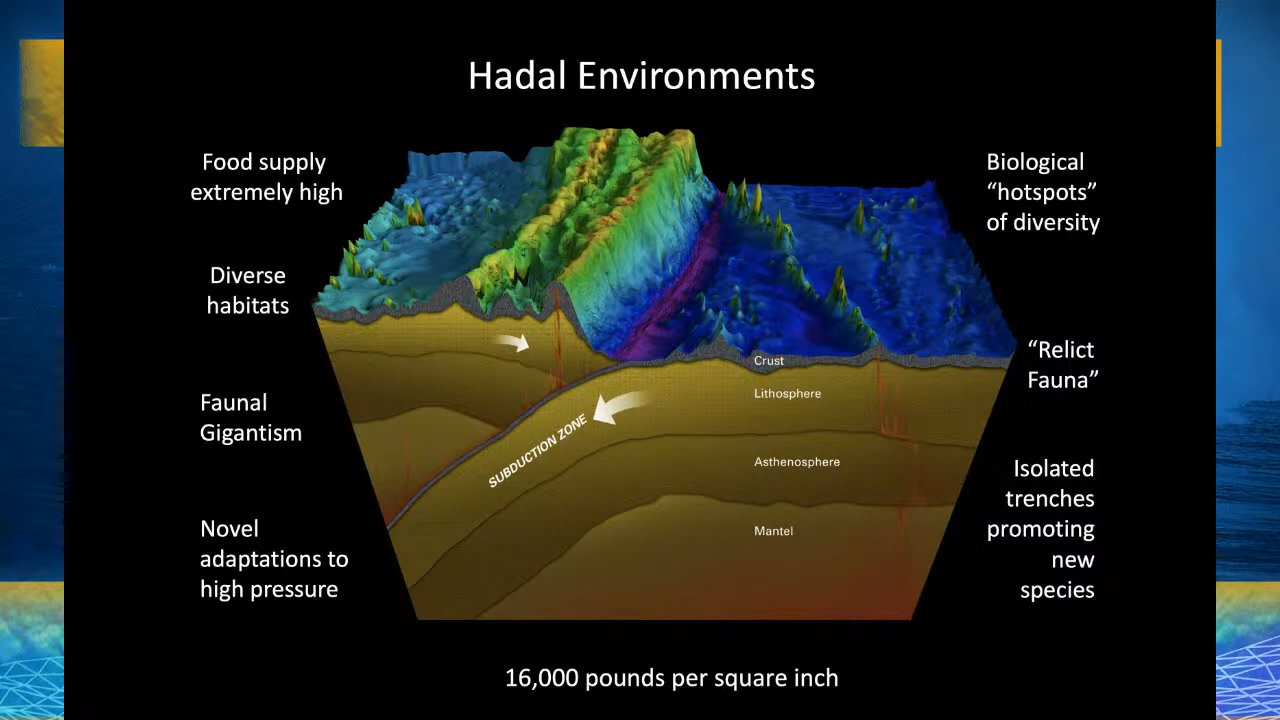 Hadal Environments
Food supply
extremely high
Diverse
habitats
Faunal
Gigantism
Novel
adaptations to
high pressure
Biological
“hotspots”
of diversity
“Relict
Fauna”
Isolated
trenches
promoting
new
species
Crust
Lithosphere
SUBDUCTION ZONE
Asthenosphere
Mantel
16,000 pounds per square inch